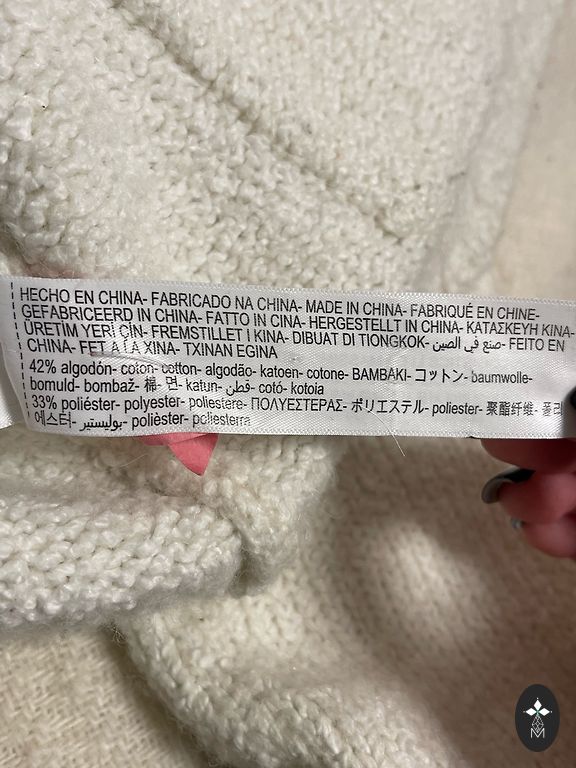 HECHO EN CHINA- FABRICADO NA CHINA- MADE IN CHINA- FABRIQUÉ EN CHINE-
GEFABRICEERD IN CHINA- FATTO IN CINA- HERGESTELLT IN CHINA- ΚΑΤΑΣΚΕΥΗ ΚΙΝΑ-
ÜRETİM YERİ ÇİN- FREMSTILLET I KINA- DIBUAT DI TIONGKOK- صنع في الصين- FEITO EN
CHINA- FET A LA XINA- TXINAN EGINA
42% algodón- coton- cotton- algodão- katoen- cotone- ΒΑΜΒΑΚΙ- コットン- baumwolle-
bomuld- bombaž- 棉- 면- katun- قطن- cotó- kotoia
33% poliéster- polyester- poliestere- ΠΟΛΥΕΣΤΕΡΑΣ- ポリエステル- poliester- 聚酯纤维- 폴리
에스터- بوليستير- polièster- poliesterra
M